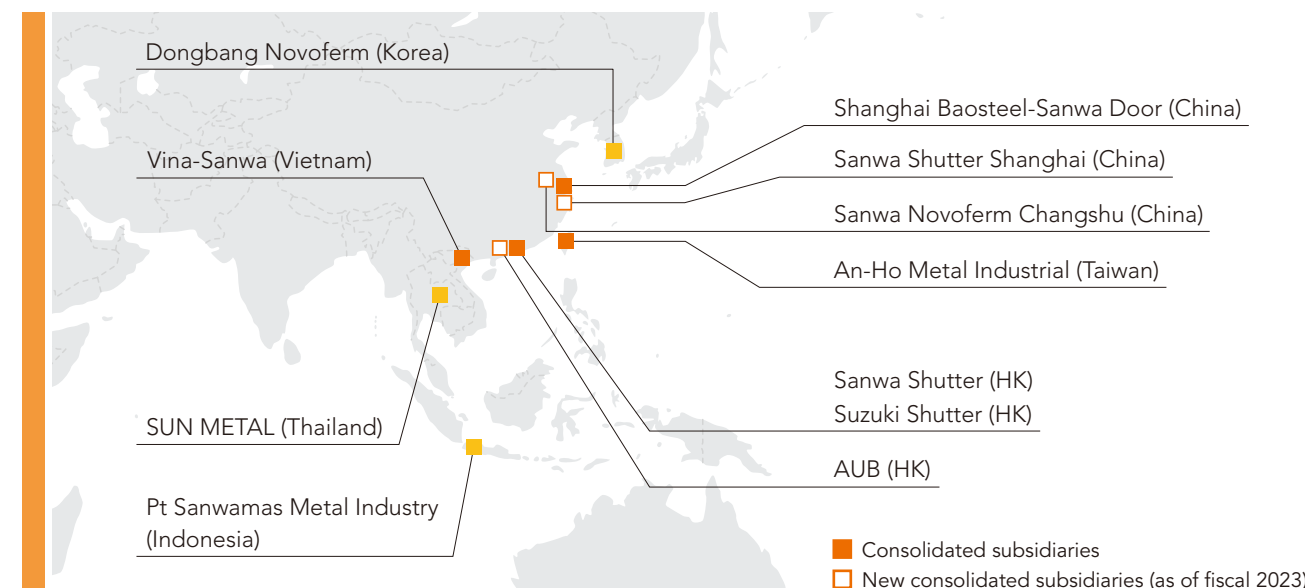 Dongbang Novoferm (Korea)
Vina-Sanwa (Vietnam)
SUN METAL (Thailand)
Pt Sanwamas Metal Industry
(Indonesia)
Shanghai Baosteel-Sanwa Door (China)
Sanwa Shutter Shanghai (China)
Sanwa Novoferm Changshu (China)
An-Ho Metal Industrial (Taiwan)
Sanwa Shutter (HK)
Suzuki Shutter (HK)
AUB (HK)
Consolidated subsidiaries
New consolidated subsidiaries (as of fiscal 2023)